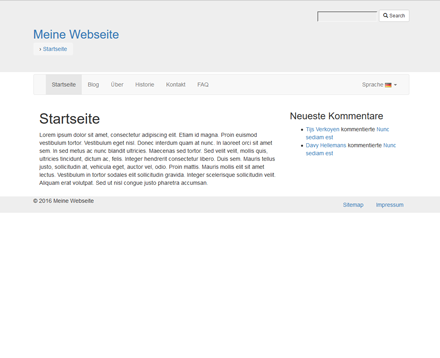 Search
Meine Webseite
› Startseite
Startseite Blog Über Historie Kontakt FAQ Sprache
Startseite
Lorem ipsum dolor sit amet, consectetur adipiscing elit. Etiam id magna. Proin euismod
vestibulum tortor. Vestibulum eget nisl. Donec interdum quam at nunc. In laoreet orci sit amet
sem. In sed metus ac nunc blandit ultricies. Maecenas sed tortor. Sed velit velit, mollis quis,
ultricies tincidunt, dictum ac, felis. Integer hendrerit consectetur libero. Duis sem. Mauris tellus
justo, sollicitudin at, vehicula eget, auctor vel, odio. Proin mattis. Mauris mollis elit sit amet
lectus. Vestibulum in tortor sodales elit sollicitudin gravida. Integer scelerisque sollicitudin velit.
Aliquam erat volutpat. Sed ut nisl congue justo pharetra accumsan.
Neueste Kommentare
Tijs Verkoyen kommentierte Nunc
sediam est
Davy Hellemans kommentierte Nunc
sediam est
© 2016 Meine Webseite
Sitemap Impressum